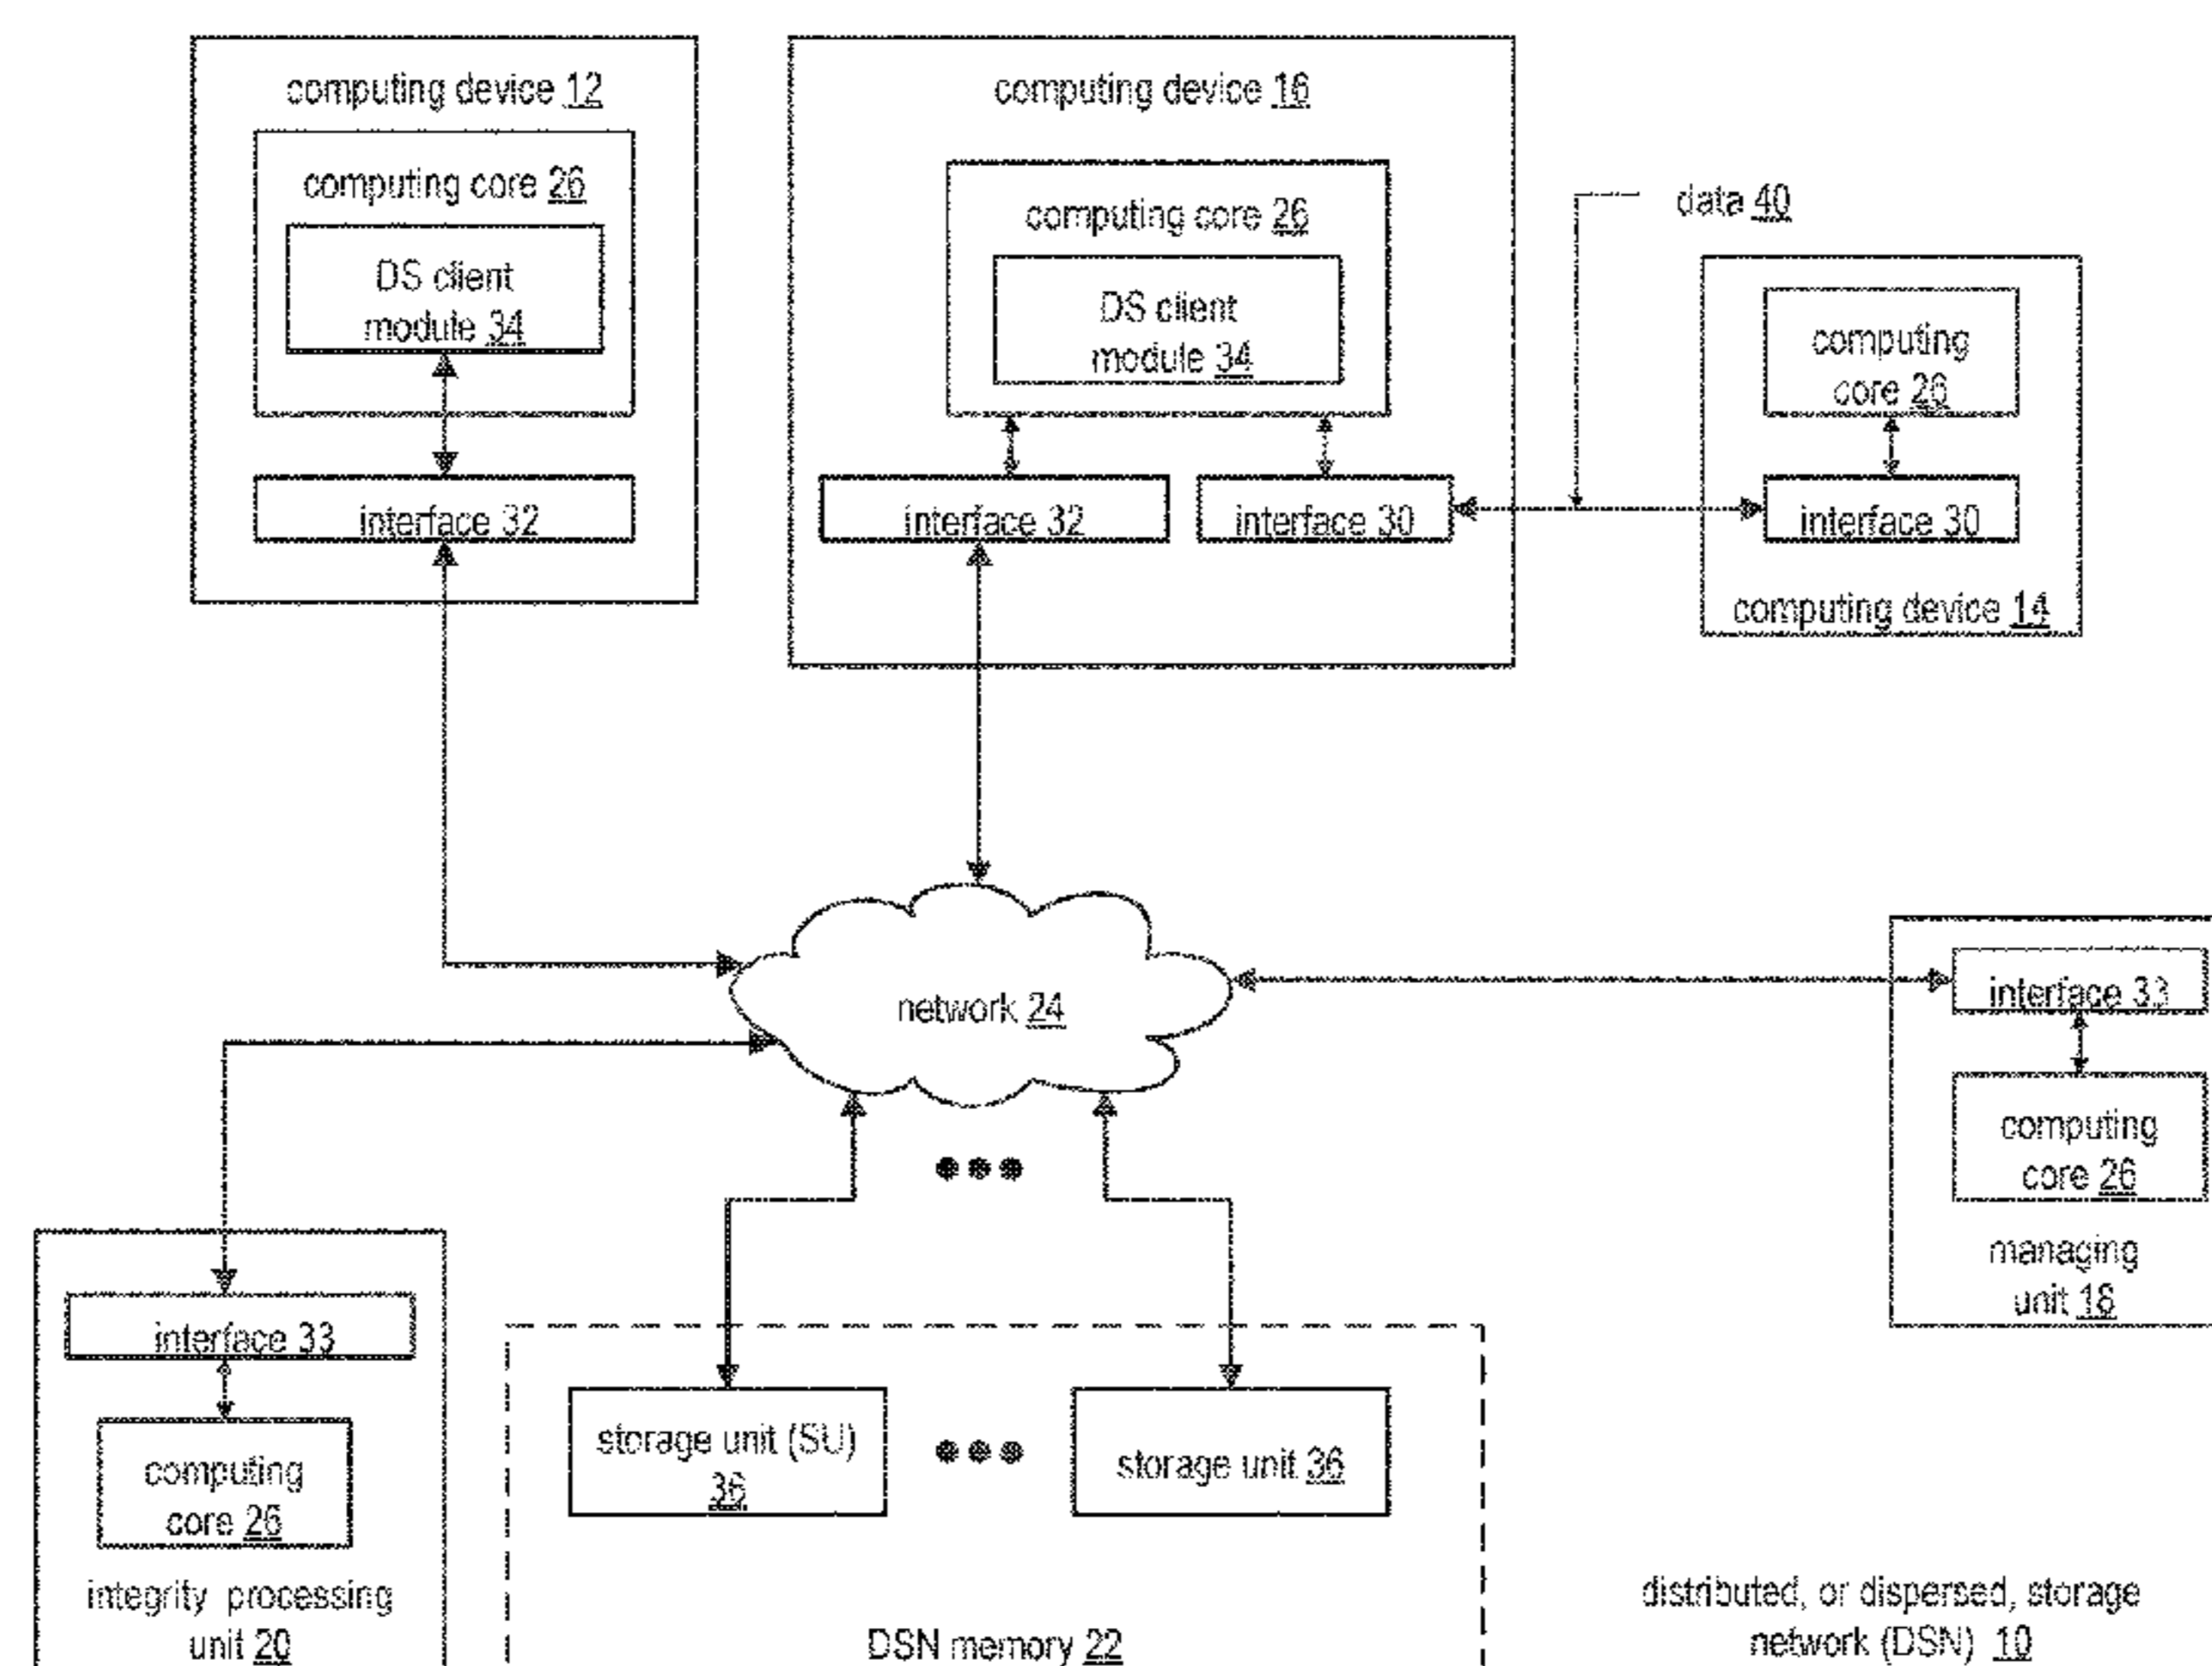 computing device 12
computing core 26
DS client
module 34
interface 32
computing device 16
computing core 26
DS client
module 34
interface 32
interface 30
data 40
computing
core 26
interface 30
computing device 14
network 24
interface 33
computing
core 26
managing
unit 18
interface 33
computing
core 26
integrity processing
unit 20
storage unit (SU)
36
storage unit 36
DSN memory 22
distributed, or dispersed, storage
network (DSN) 10